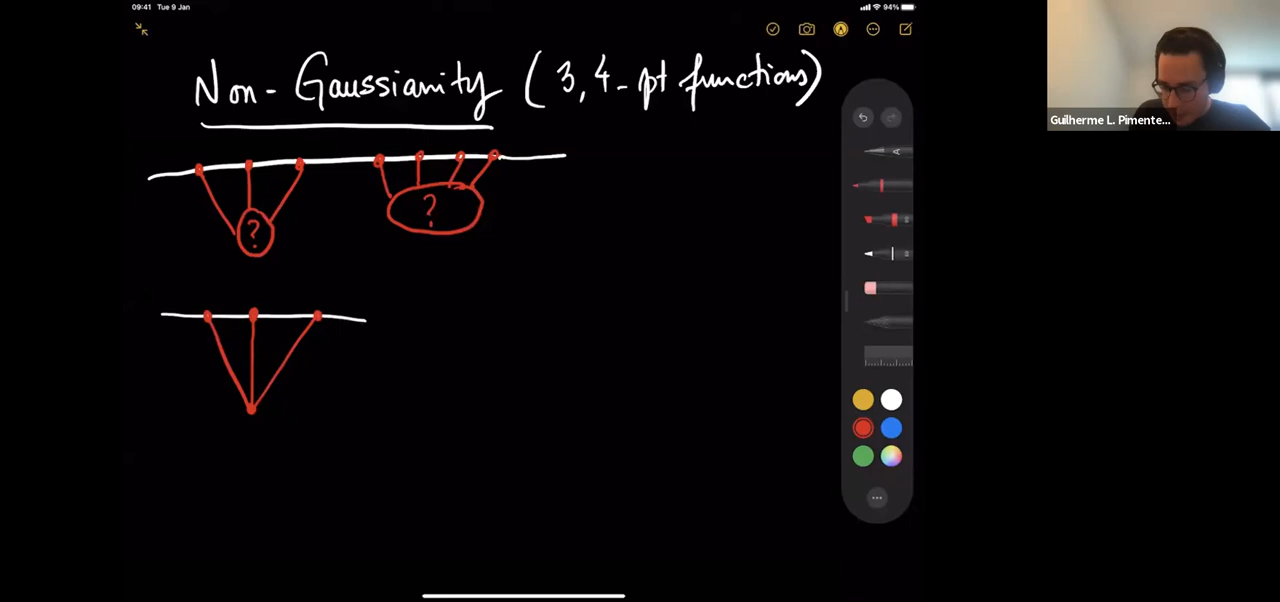 09:41 Tue 9 Jan
94%
Non-Gaussianity (3,4-pt functions)
? ?
A
Guilherme L. Pimente...